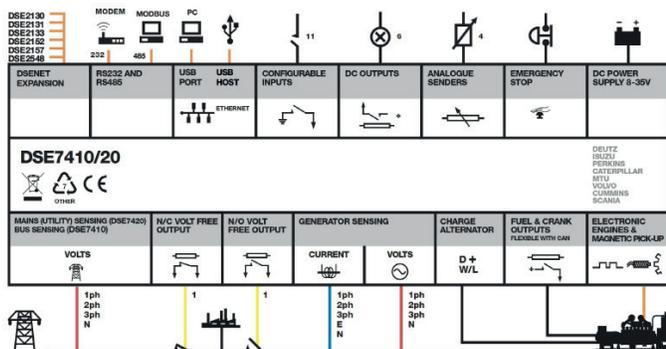 DSE2130
DSE2131
DSE2133
DSE2152
DSE2157
DSE2548
MODEM
MODBUS
PC
232
485
11
6
4
DSENET EXPANSION
RS232 AND RS485
USB PORT
USB HOST
ETHERNET
CONFIGURABLE INPUTS
DC OUTPUTS
ANALOGUE SENDERS
EMERGENCY STOP
DC POWER SUPPLY 8-35V
DSE7410/20
7
OTHER
CE
DEUTZ
ISUZU
PERKINS
CATERPILLAR
MTU
VOLVO
CUMMINS
SCANIA
MAINS (UTILITY) SENSING (DSE7420)
BUS SENSING (DSE7410)
VOLTS
N/C VOLT FREE OUTPUT
N/O VOLT FREE OUTPUT
GENERATOR SENSING
CURRENT
VOLTS
CHARGE ALTERNATOR
D+
W/L
FUEL & CRANK OUTPUTS
FLEXIBLE WITH CAN
ELECTRONIC ENGINES & MAGNETIC PICK-UP
1ph
2ph
3ph
N
1
1
1ph
2ph
3ph
E
N
1ph
2ph
3ph
N